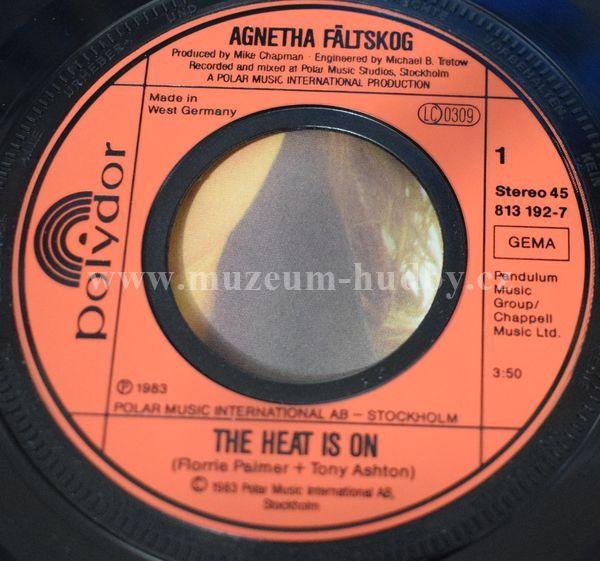 AGNETHA FÄLTSKOG
Produced by Mike Chapman · Engineered by Michael B. Tretow
Recorded and mixed at Polar Music Studios, Stockholm
A POLAR MUSIC INTERNATIONAL PRODUCTION
Made in
West Germany
LC 0309
polydor
1
Stereo 45
813 192-7
GEMA
Pendulum
Music
Group/
Chappell
Music Ltd.
3:50
www.muzeum-hudby.cz
℗ 1983
POLAR MUSIC INTERNATIONAL AB – STOCKHOLM
THE HEAT IS ON
(Florrie Palmer + Tony Ashton)
© 1983 Polar Music International AB,
Stockholm